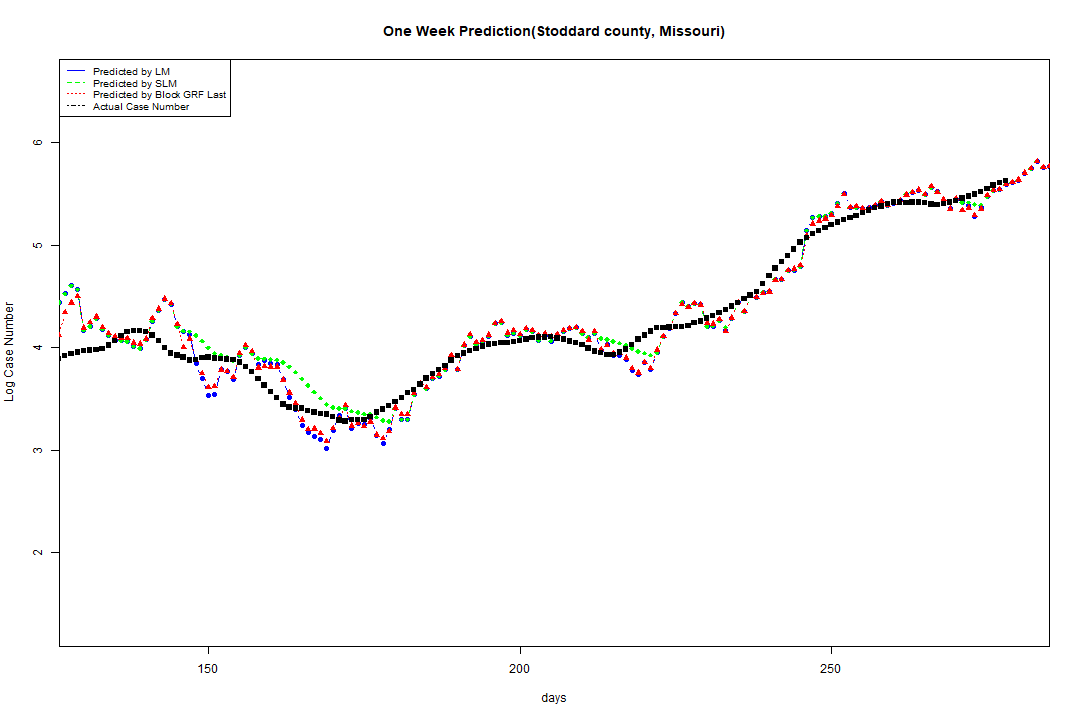 One Week Prediction(Stoddard county, Missouri)
Predicted by LM
Predicted by SLM
Predicted by Block GRF Last
Actual Case Number
6
5
4
3
2
Log Case Number
150 200 250
days